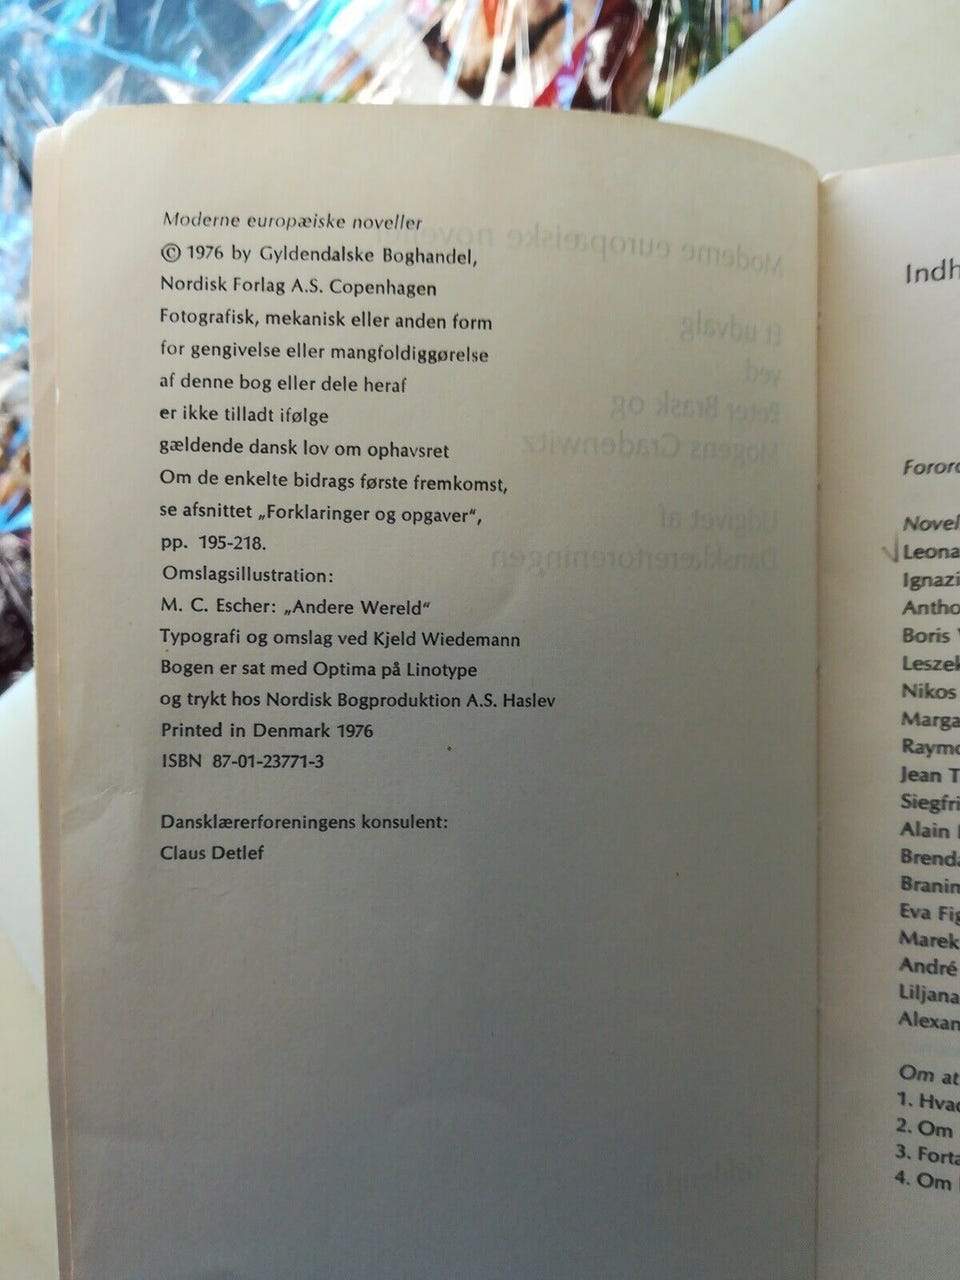 Moderne europæiske noveller
© 1976 by Gyldendalske Boghandel,
Nordisk Forlag A.S. Copenhagen
Fotografisk, mekanisk eller anden form
for gengivelse eller mangfoldiggørelse
af denne bog eller dele heraf
er ikke tilladt ifølge
gældende dansk lov om ophavsret
Om de enkelte bidrags første fremkomst,
se afsnittet „Forklaringer og opgaver“,
pp. 195-218.
Omslagsillustration:
M. C. Escher: „Andere Wereld“
Typografi og omslag ved Kjeld Wiedemann
Bogen er sat med Optima på Linotype
og trykt hos Nordisk Bogproduktion A.S. Haslev
Printed in Denmark 1976
ISBN 87-01-23771-3
Dansklærerforeningens konsulent:
Claus Detlef
Indh
Foror
Novel
Leona
Ignazi
Antho
Boris
Leszek
Nikos
Marga
Raymo
Jean T
Siegfri
Alain
Brenda
Branim
Eva Fig
Marek
André
Liljana
Alexan
Om at
1. Hvad
2. Om
3. Forta
4. Om